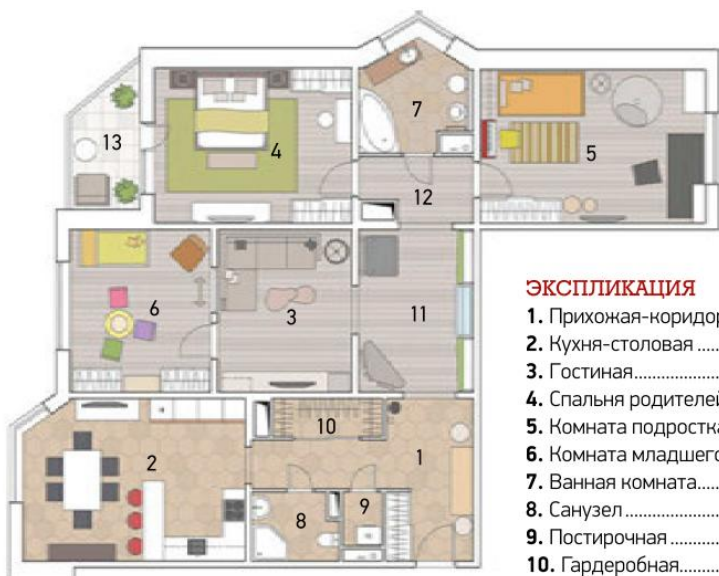 7
4
5
13
12
6
3
11
10
2
1
8
9
ЭКСПЛИКАЦИЯ
1. Прихожая-коридор
2. Кухня-столовая ......
3. Гостиная......................
4. Спальня родителей
5. Комната подростка
6. Комната младшего
7. Ванная комната......
8. Санузел......................
9. Постирочная............
10. Гардеробная...........